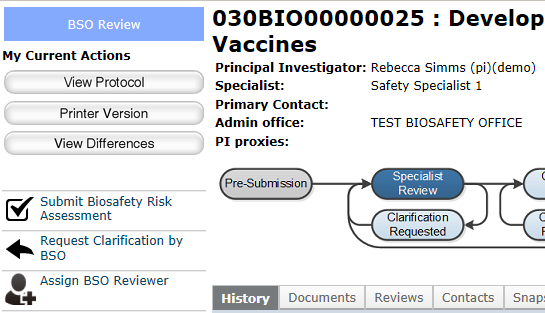 BSO Review
My Current Actions
View Protocol
Printer Version
View Differences
Submit Biosafety Risk
Assessment
Request Clarification by
BSO
Assign BSO Reviewer
030BIO00000025 : Develop
Vaccines
Principal Investigator: Rebecca Simms (pi)(demo)
Specialist: Safety Specialist 1
Primary Contact:
Admin office: TEST BIOSAFETY OFFICE
PI proxies:
Pre-Submission
Specialist
Review
Clarification
Requested
History Documents Reviews Contacts Snaps